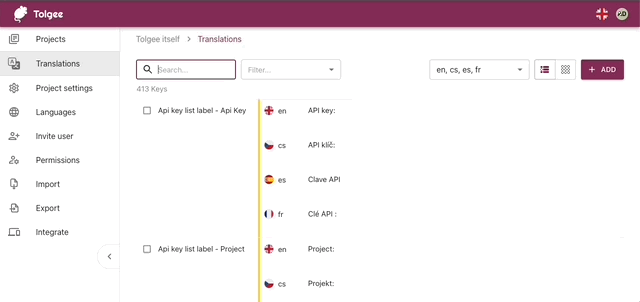 Tolgee
Projects
Translations
Project settings
Languages
Invite user
Permissions
Import
Export
Integrate
Tolgee itself > Translations
Search...
Filter...
en, cs, es, fr
+ ADD
413 Keys
Api key list label - Api Key
en API key:
cs API klíč:
es Clave API
fr Clé API :
Api key list label - Project
en Project:
cs Projekt: